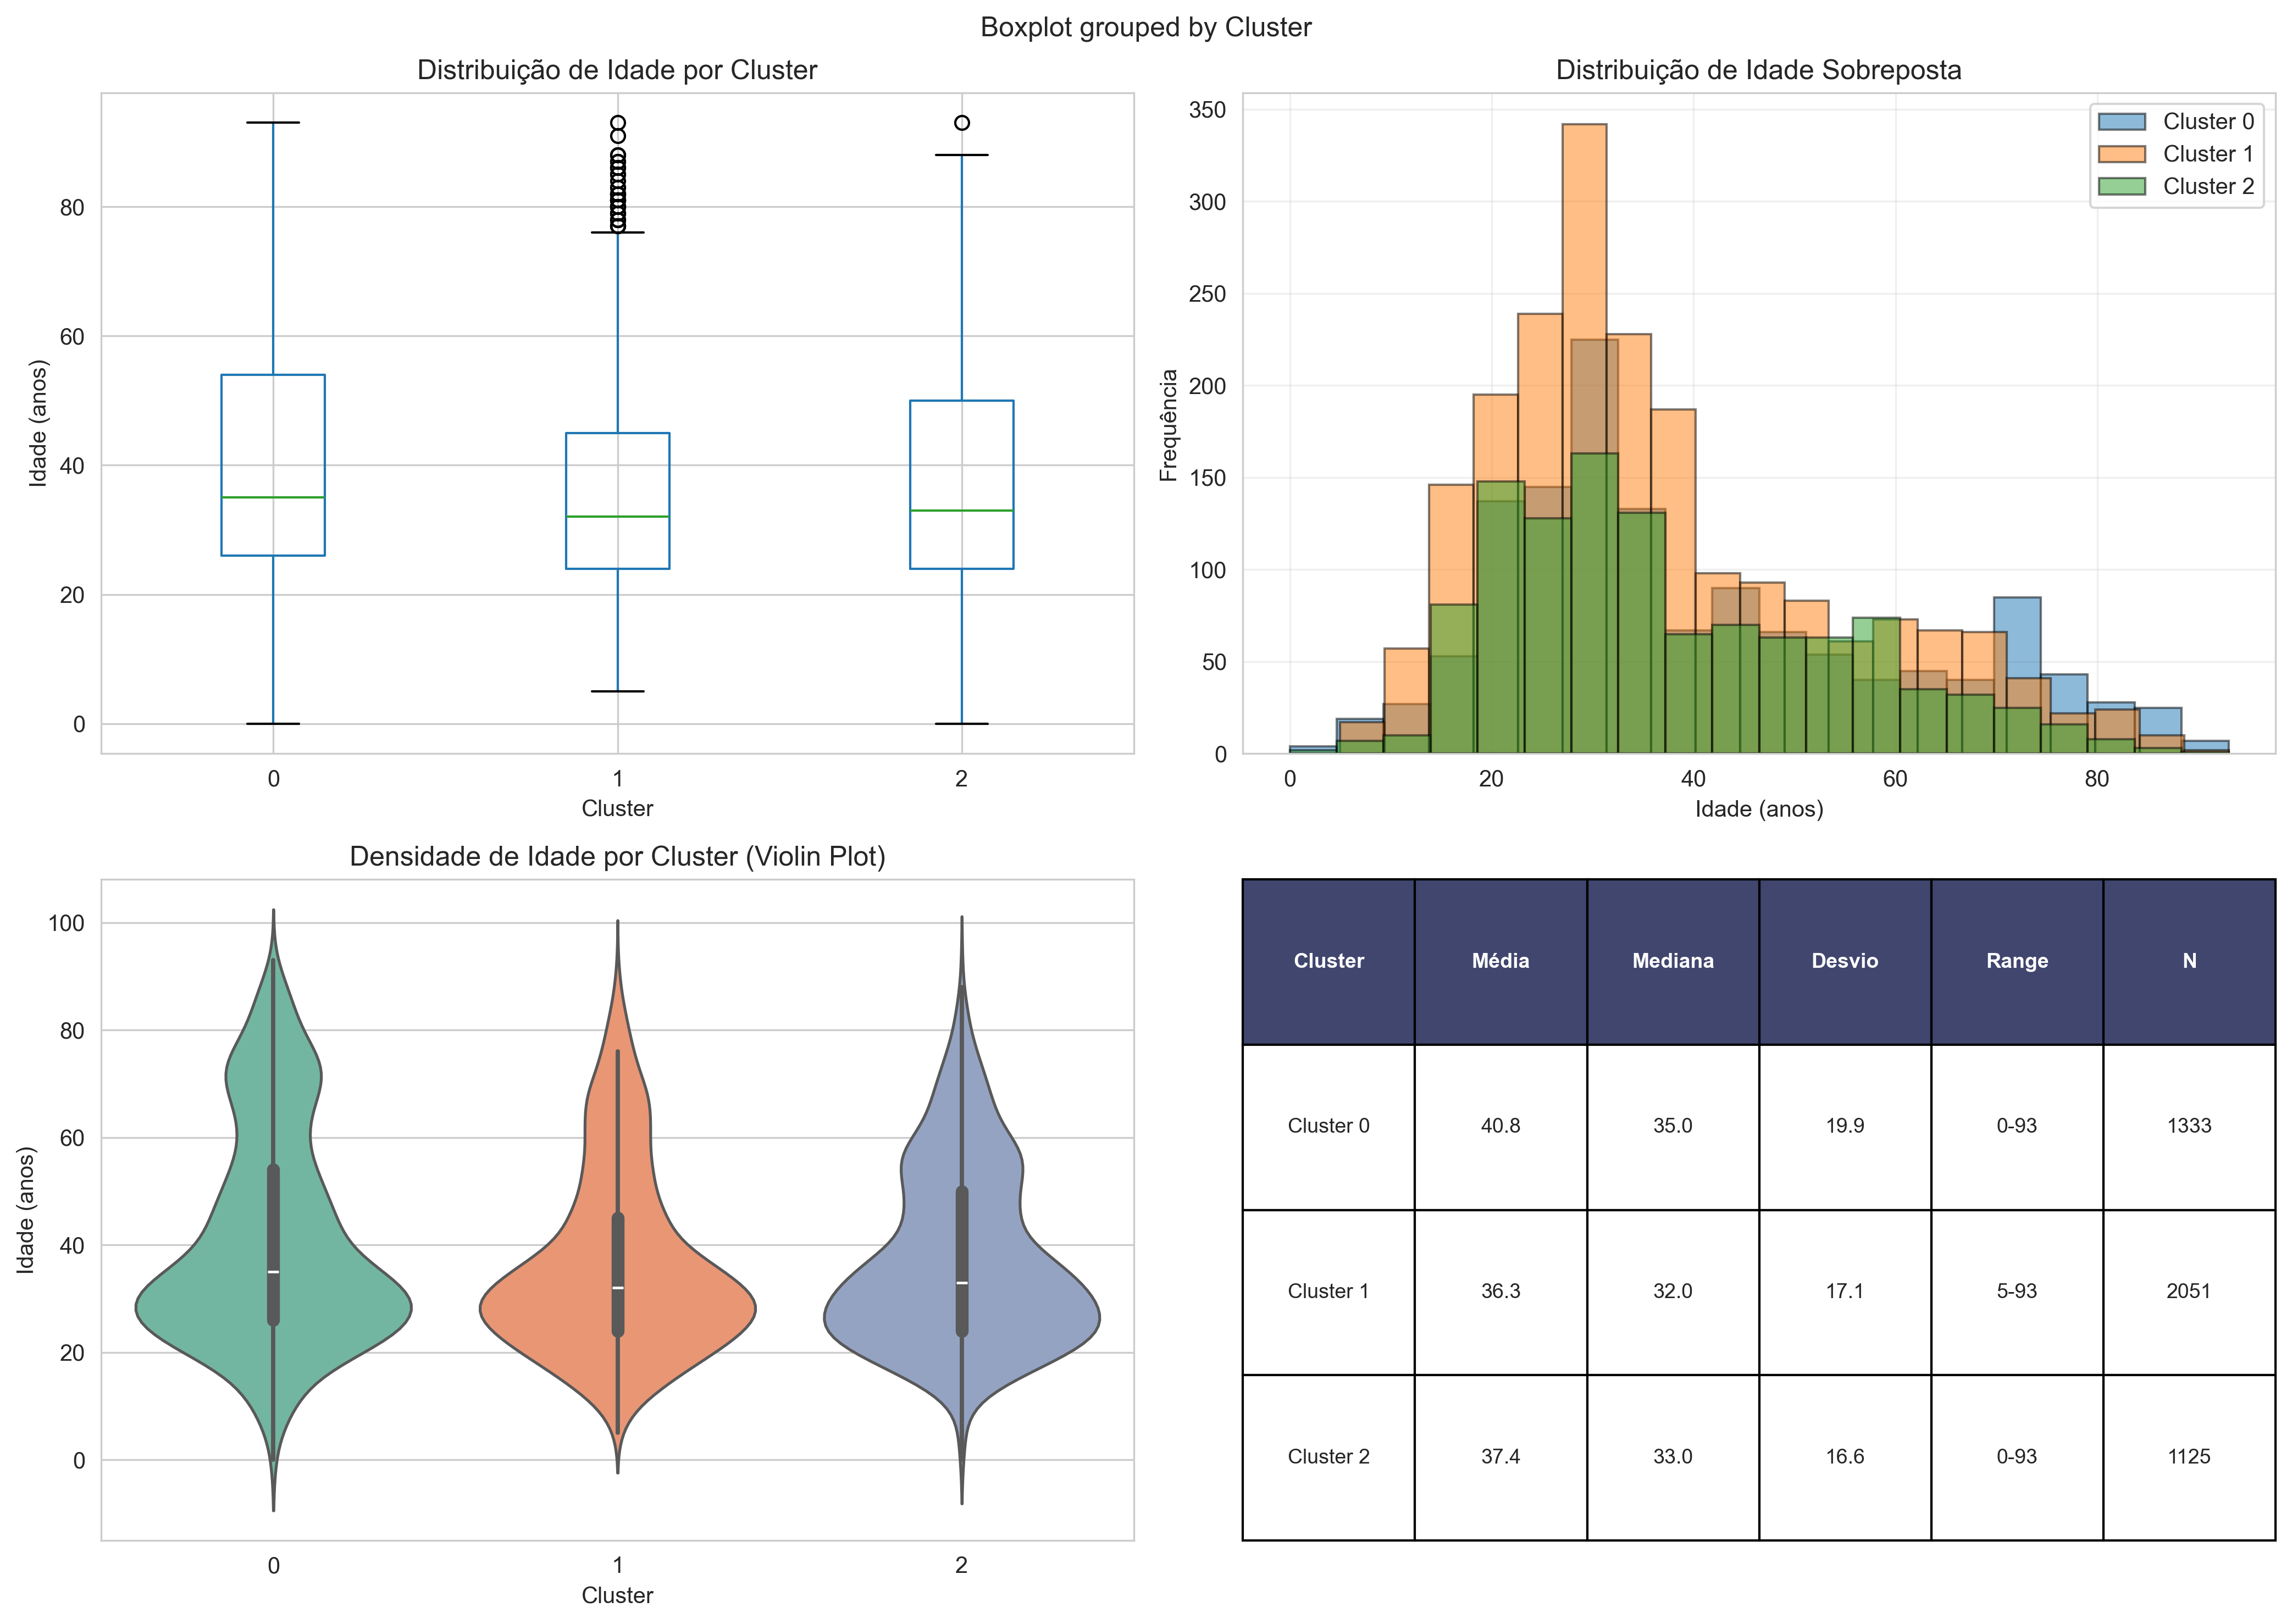 Boxplot grouped by Cluster
Distribuição de Idade por Cluster
Idade (anos)
80
60
40
20
0
0 1 2
Cluster
Distribuição de Idade Sobreposta
Frequência
350
300
250
200
150
100
50
0
Cluster 0
Cluster 1
Cluster 2
0 20 40 60 80
Idade (anos)
Densidade de Idade por Cluster (Violin Plot)
Idade (anos)
100
80
60
40
20
0
0 1 2
Cluster
Cluster Média Mediana Desvio Range N
Cluster 0 40.8 35.0 19.9 0-93 1333
Cluster 1 36.3 32.0 17.1 5-93 2051
Cluster 2 37.4 33.0 16.6 0-93 1125